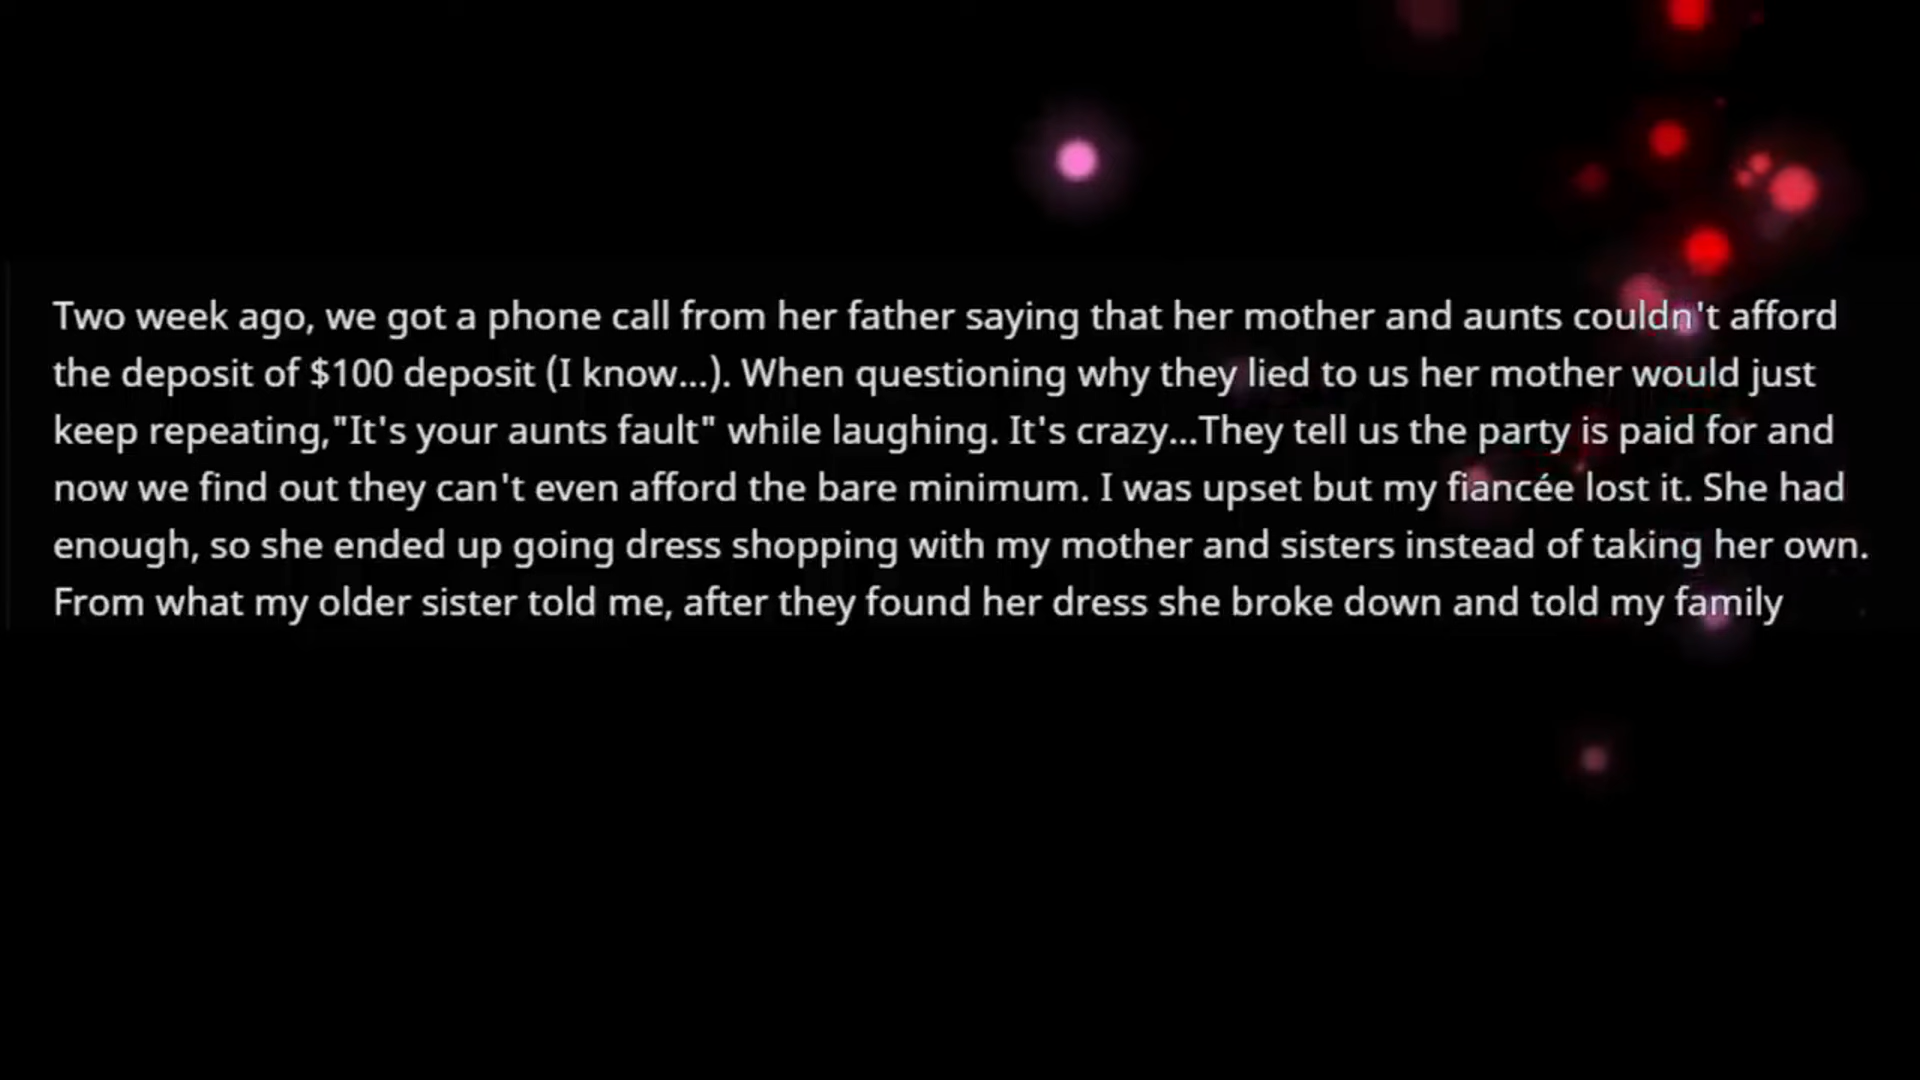 Two week ago, we got a phone call from her father saying that her mother and aunts couldn't afford
the deposit of $100 deposit (I know...). When questioning why they lied to us her mother would just
keep repeating,"It's your aunts fault" while laughing. It's crazy...They tell us the party is paid for and
now we find out they can't even afford the bare minimum. I was upset but my fiancée lost it. She had
enough, so she ended up going dress shopping with my mother and sisters instead of taking her own.
From what my older sister told me, after they found her dress she broke down and told my family